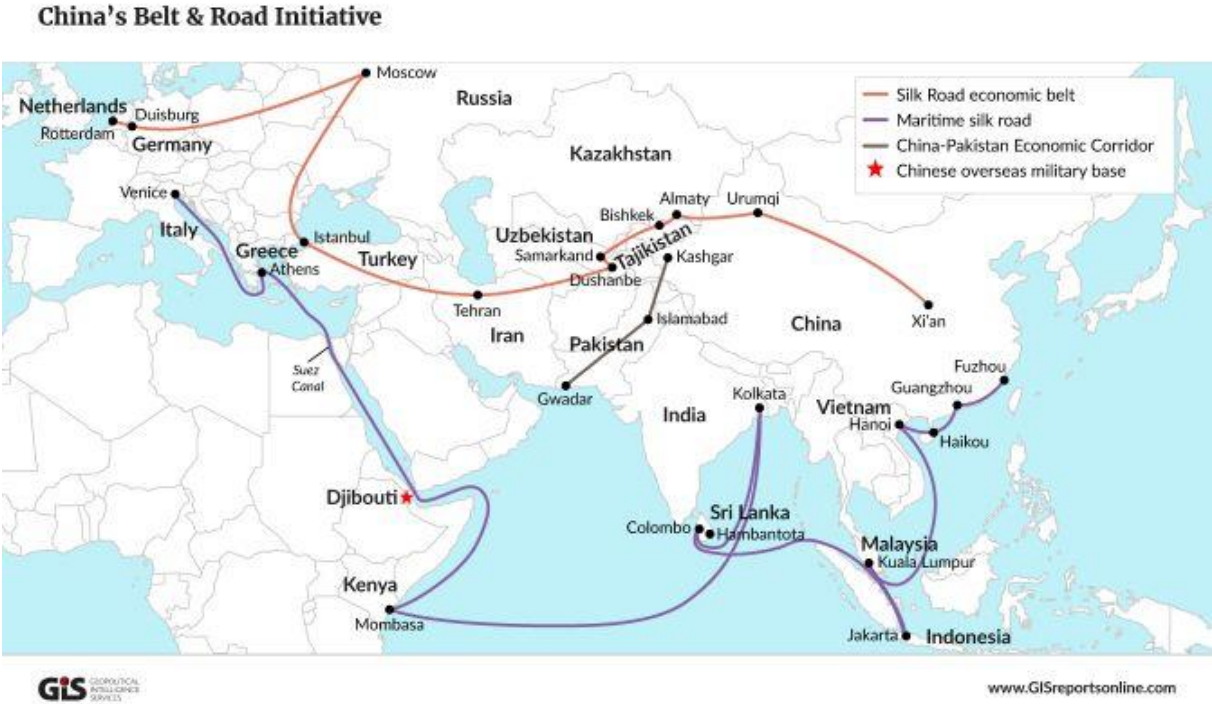 China's Belt & Road Initiative
Moscow
Russia
Netherlands
Duisburg
Rotterdam
Germany
Silk Road economic belt
Maritime silk road
China-Pakistan Economic Corridor
Chinese overseas military base
Kazakhstan
Venice
Italy
Almaty
Urumqi
Bishkek
Uzbekistan
Samarkand
Tajikistan
Dushanbe
Kashgar
Greece
Athens
Istanbul
Turkey
Tehran
Iran
Islamabad
Pakistan
China
Xi'an
Suez
Canal
Gwadar
Kolkata
India
Fuzhou
Guangzhou
Vietnam
Hanoi
Haikou
Djibouti
Sri Lanka
Colombo
Hambantota
Malaysia
Kuala Lumpur
Kenya
Mombasa
Jakarta
Indonesia
GIS
GEOPOLITICAL
INTELLIGENCE
SERVICES
www.GISreportsonline.com